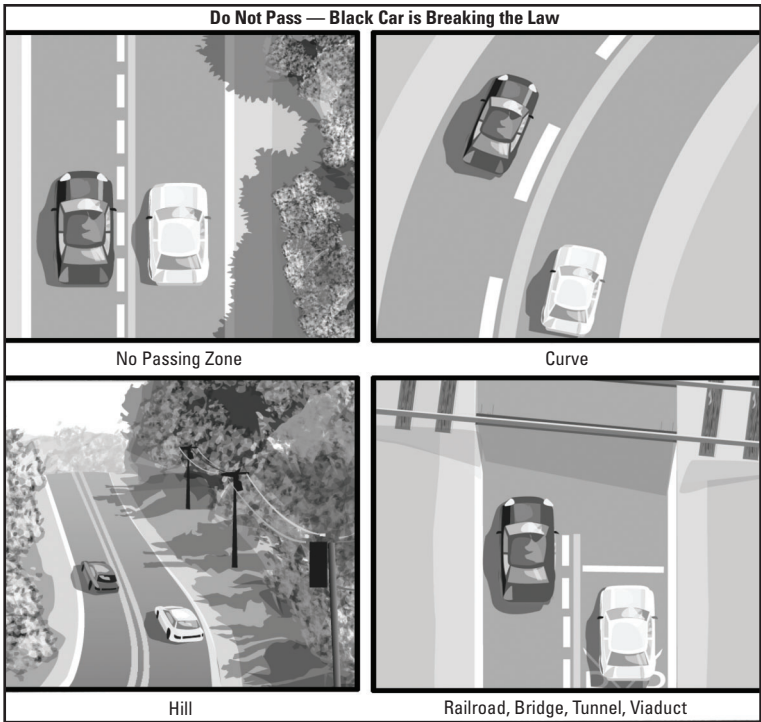 Do Not Pass — Black Car is Breaking the Law
No Passing Zone
Curve
Hill
Railroad, Bridge, Tunnel, Viaduct